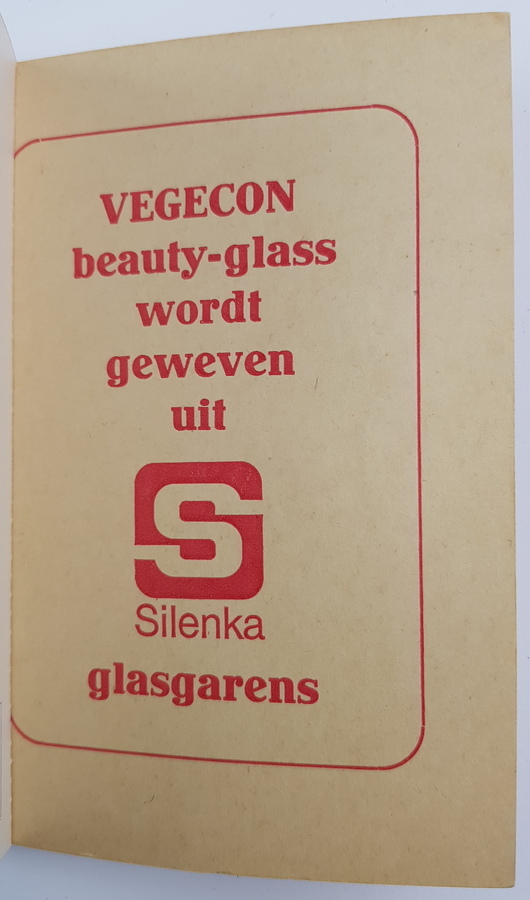 VEGECON
beauty-glass
wordt
geweven
uit
S
Silenka
glasgarens